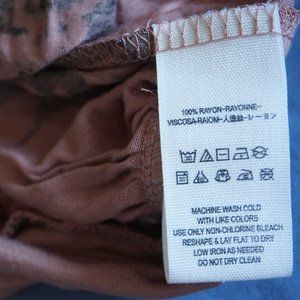 100% RAYON-RAYONNE-
VISCOSA-RAIOM-人造絲-レーヨン
MACHINE WASH COLD
WITH LIKE COLORS
USE ONLY NON-CHLORINE BLEACH
RESHAPE & LAY FLAT TO DRY
LOW IRON AS NEEDED
DO NOT DRY CLEAN